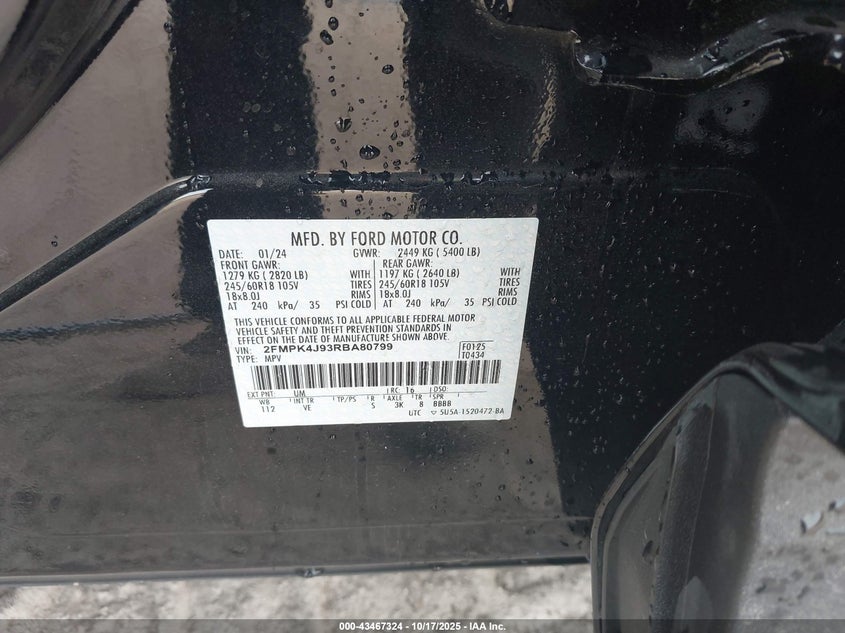 MFD. BY FORD MOTOR CO.
DATE: 01/24 GVWR: 2449 KG ( 5400 LB)
FRONT GAWR: REAR GAWR:
1279 KG ( 2820 LB) WITH 1197 KG ( 2640 LB) WITH
245/60R18 105V TIRES 245/60R18 105V TIRES
18x8.0J RIMS 18x8.0J RIMS
AT 240 kPa/ 35 PSI COLD AT 240 kPa/ 35 PSI COLD
THIS VEHICLE CONFORMS TO ALL APPLICABLE FEDERAL MOTOR
VEHICLE SAFETY AND THEFT PREVENTION STANDARDS IN
EFFECT ON THE DATE OF MANUFACTURE SHOWN ABOVE.
VIN: 2FMPK4J93RBA80799 F0125
TYPE: MPV T0434
EXT PNT: UM RC: 16 DSO:
WB INT TR TP/PS R AXLE TR SPR
112 VE S 3K 8 BBBB
UTC 5U5A-1520472-BA
000-43467324 - 10/17/2025 - IAA Inc.